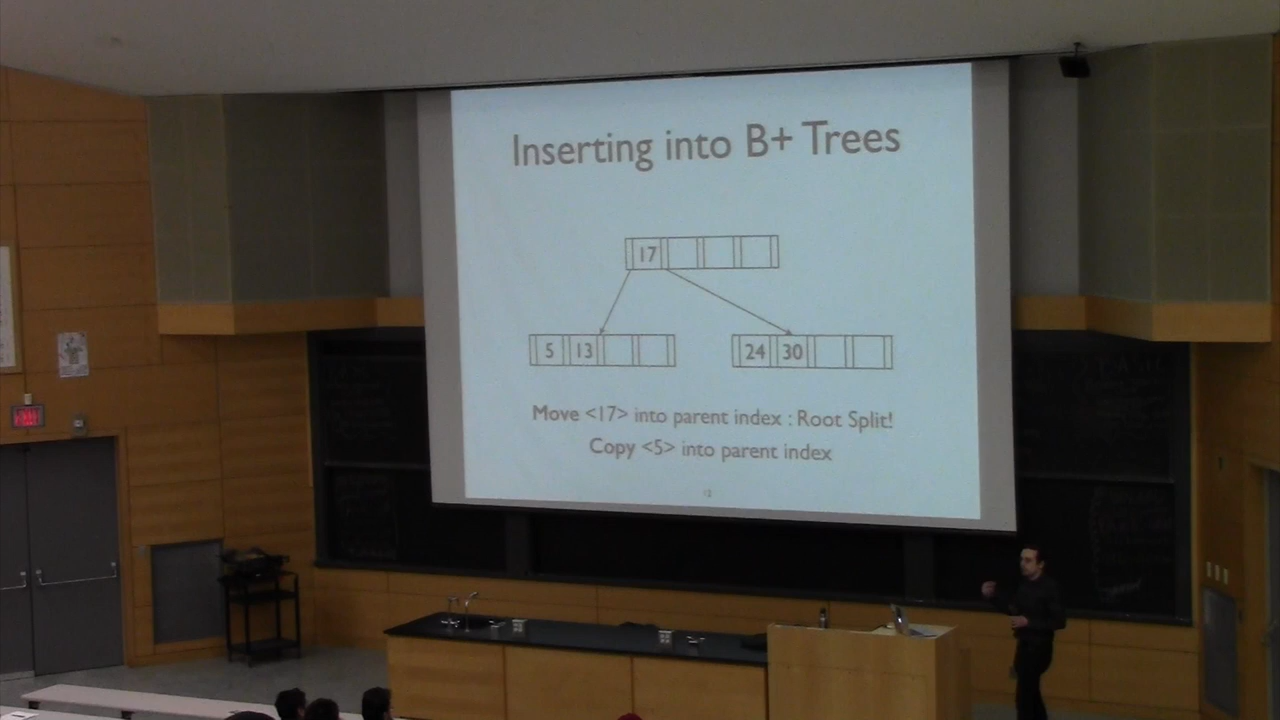 Inserting into B+ Trees
17
5 13
24 30
Move <17> into parent index : Root Split!
Copy <5> into parent index
12